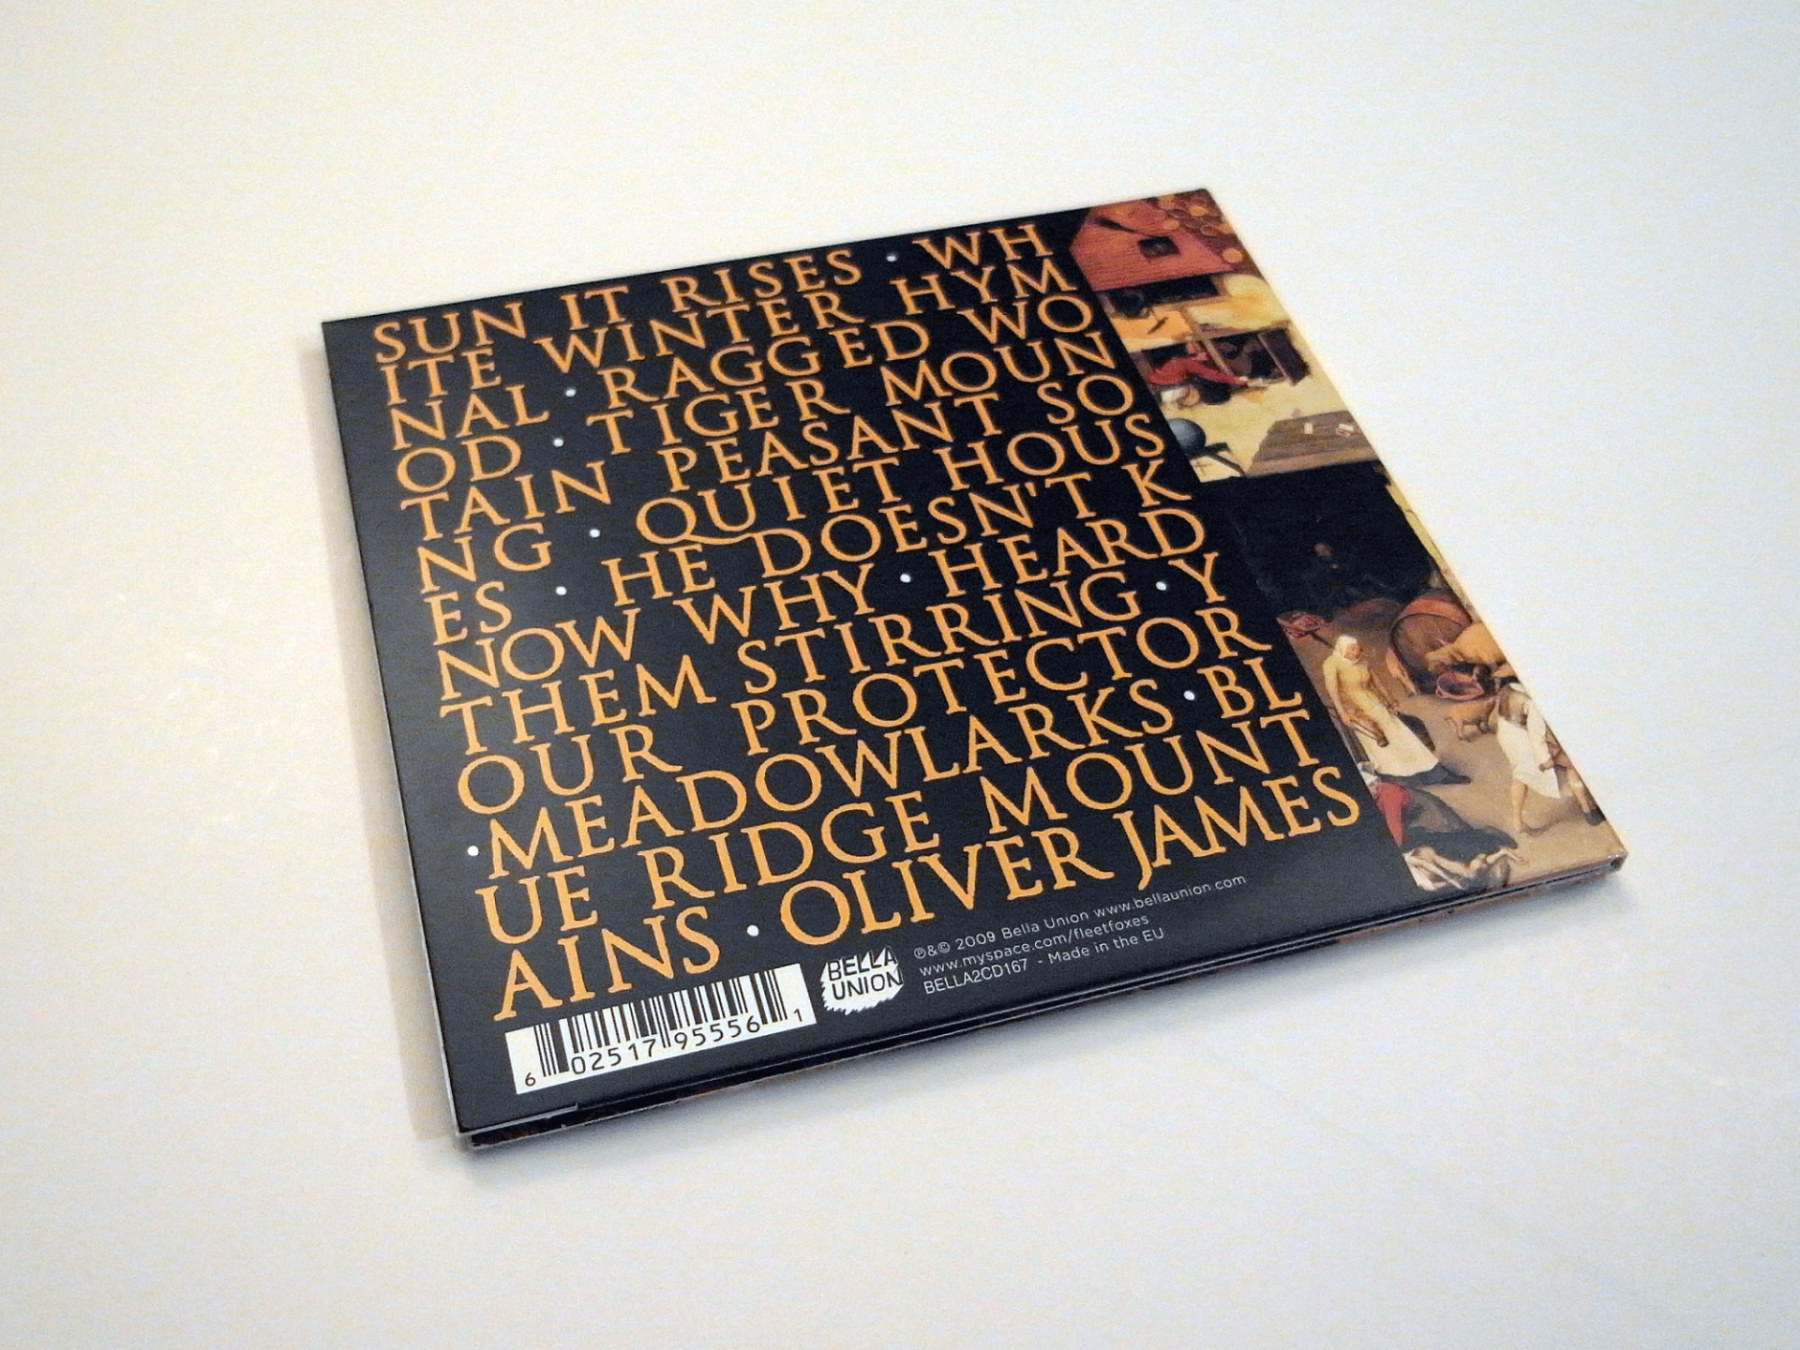 SUN IT RISES · WH
ITE WINTER HYM
NAL · RAGGED WO
OD · TIGER MOUN
TAIN PEASANT SO
NG · QUIET HOUS
ES · HE DOESN'T K
NOW WHY · HEARD
THEM STIRRING · Y
OUR PROTECTOR
· MEADOWLARKS · BL
UE RIDGE MOUNT
AINS · OLIVER JAMES
6 02517 95556 1
BELLA
UNION
℗&© 2009 Bella Union www.bellaunion.com
www.myspace.com/fleetfoxes
BELLA2CD167 - Made in the EU